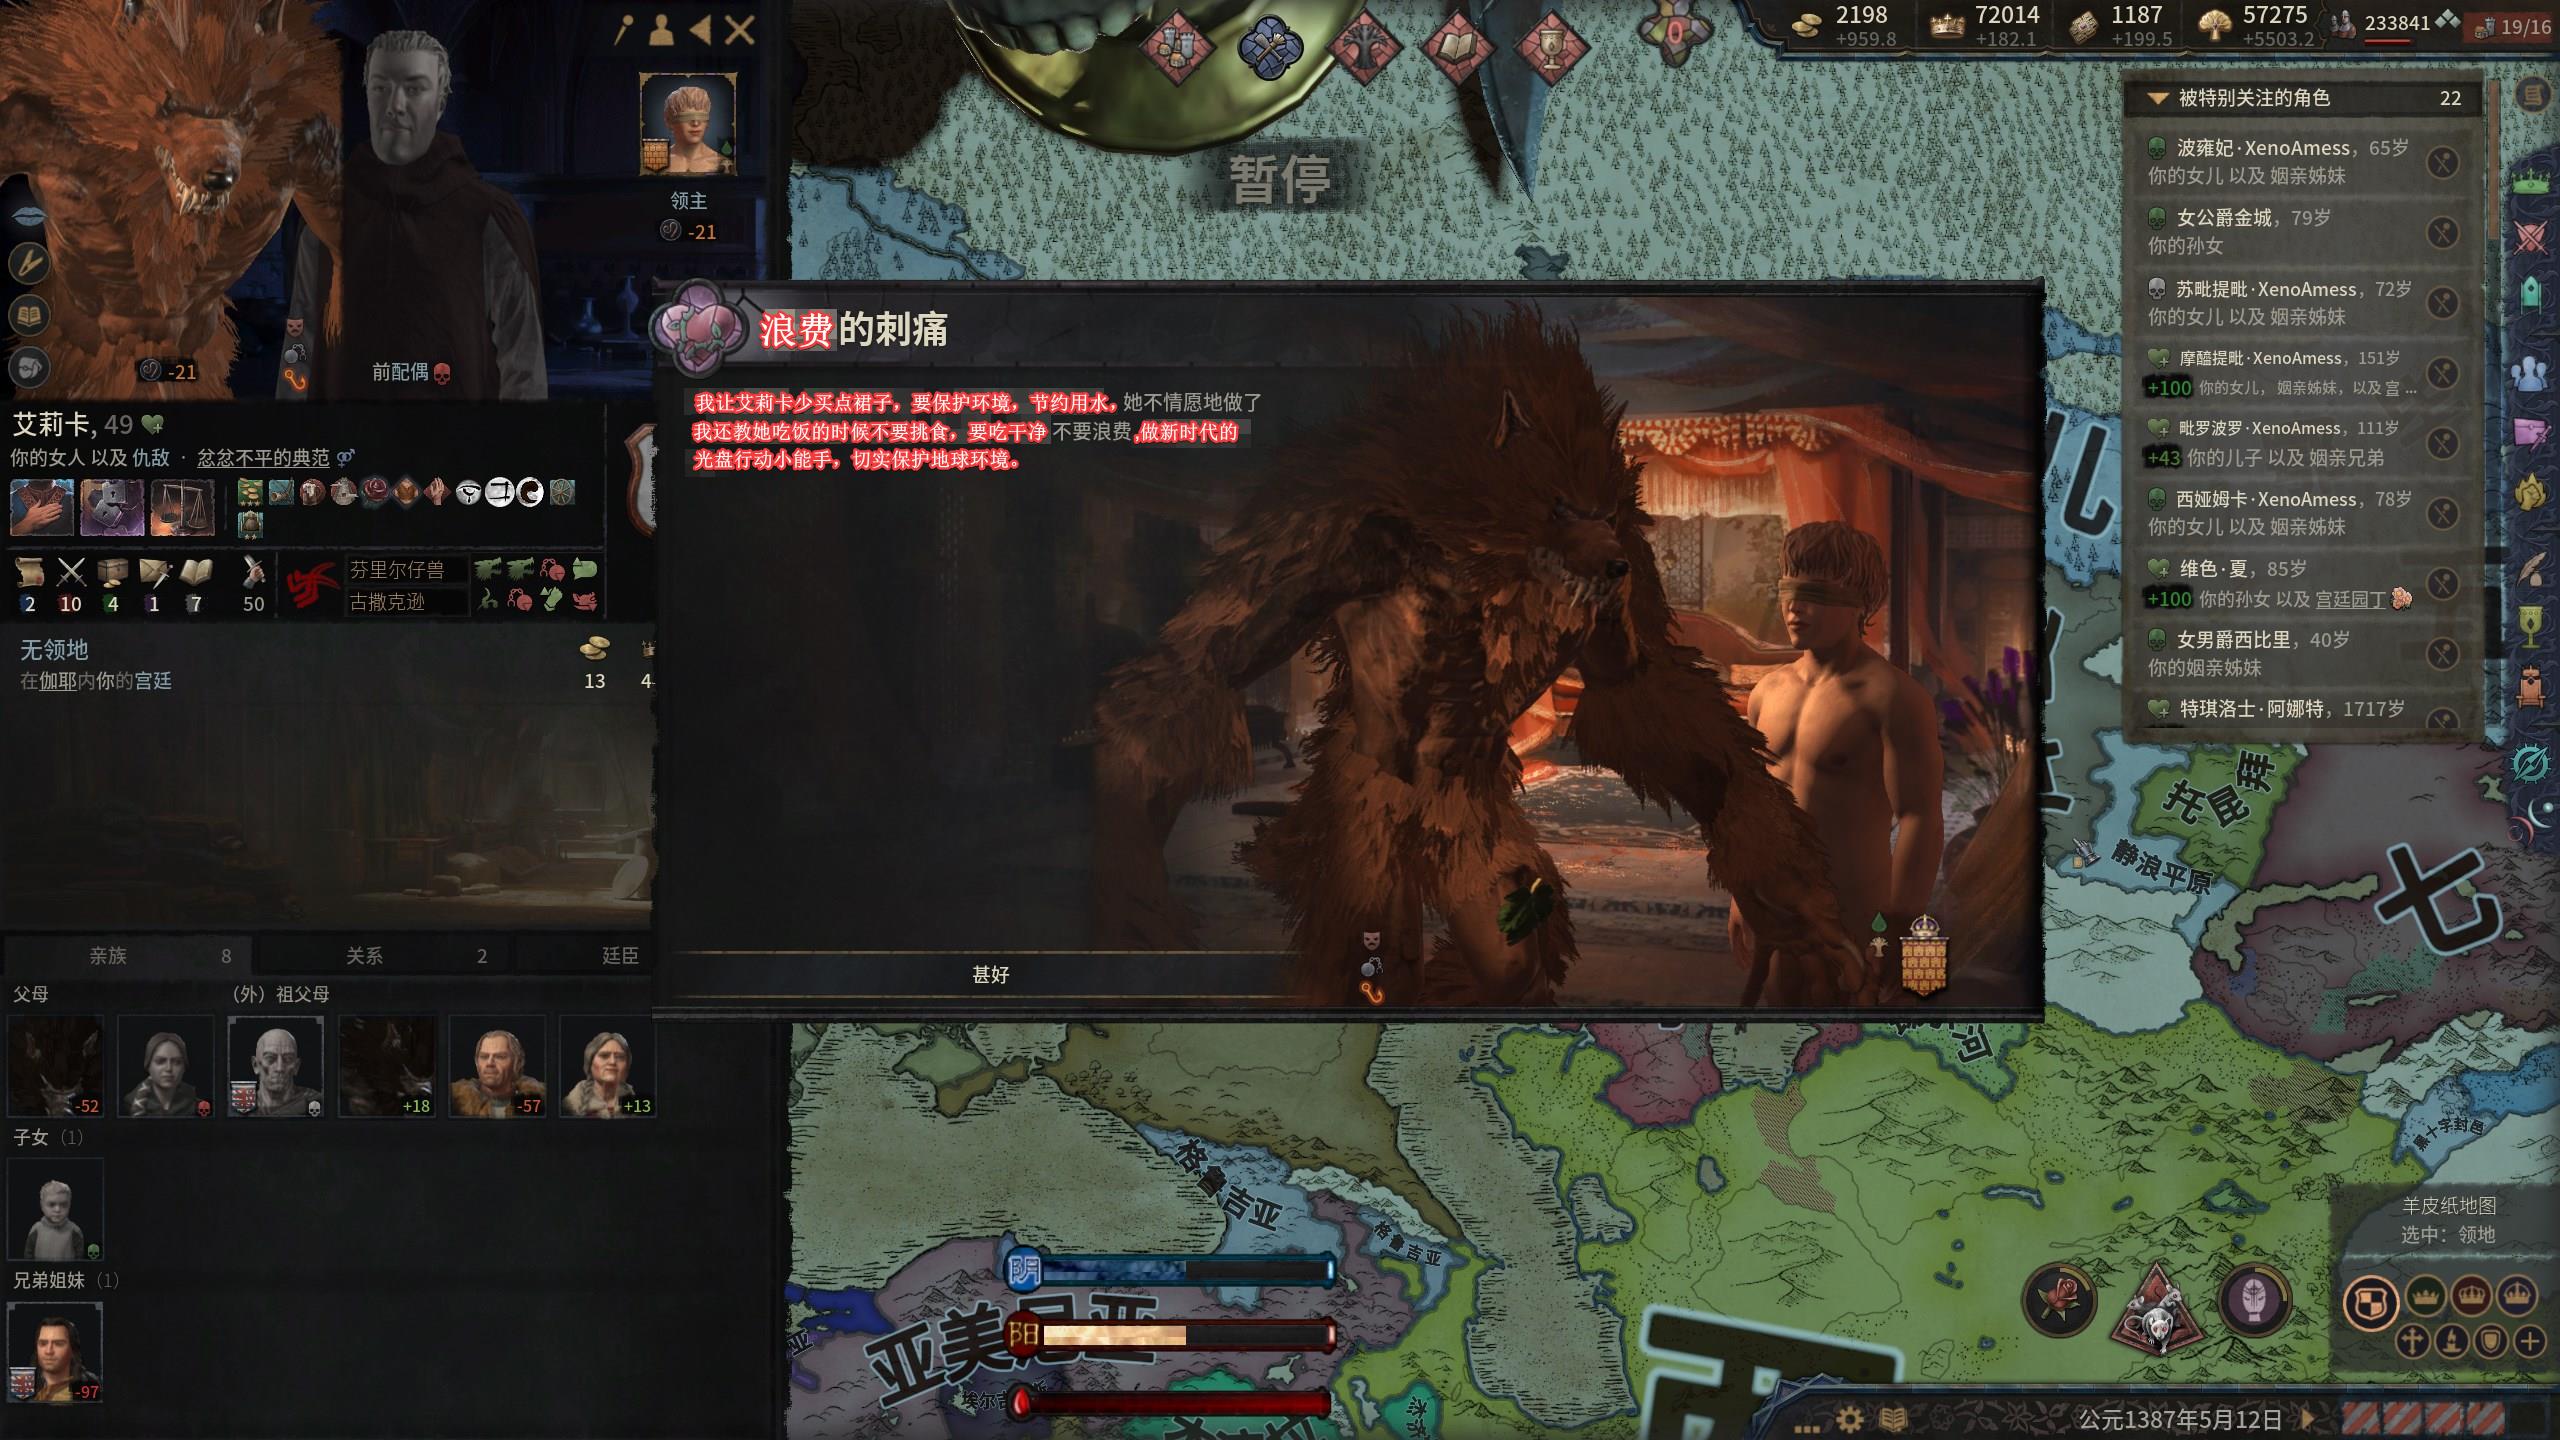 2198
+959.8
72014
+182.1
1187
+199.5
57275
+5503.2
233841
19/16
暂停
领主
-21
-21
前配偶
艾莉卡, 49
你的女人 以及 仇敌 · 忿忿不平的典范
2
10
4
1
7
50
芬里尔仔兽
古撒克逊
无领地
在伽耶内你的宫廷
13
4
亲族 8
关系 2
廷臣
父母
（外）祖父母
-52
+18
-57
+13
子女（1）
兄弟姐妹（1）
-97
浪费的刺痛
我让艾莉卡少买点裙子，要保护环境，节约用水，她不情愿地做了
我还教她吃饭的时候不要挑食，要吃干净 不要浪费,做新时代的
光盘行动小能手，切实保护地球环境。
甚好
被特别关注的角色 22
波雍妃·XenoAmess，65岁
你的女儿 以及 姻亲姊妹
女公爵金城，79岁
你的孙女
苏毗提毗·XenoAmess，72岁
你的女儿 以及 姻亲姊妹
摩醯提毗·XenoAmess，151岁
+100 你的女儿，姻亲姊妹，以及 宫 ...
毗罗波罗·XenoAmess，111岁
+43 你的儿子 以及 姻亲兄弟
西娅姆卡·XenoAmess，78岁
你的女儿 以及 姻亲姊妹
维色·夏，85岁
+100 你的孙女 以及 宫廷园丁
女男爵西比里，40岁
你的姻亲姊妹
特琪洛士·阿娜特，1717岁
静浪平原
七
河
黑十字封邑
格鲁吉亚
格鲁吉亚
亚美尼亚
阴
阳
羊皮纸地图
选中：领地
公元1387年5月12日